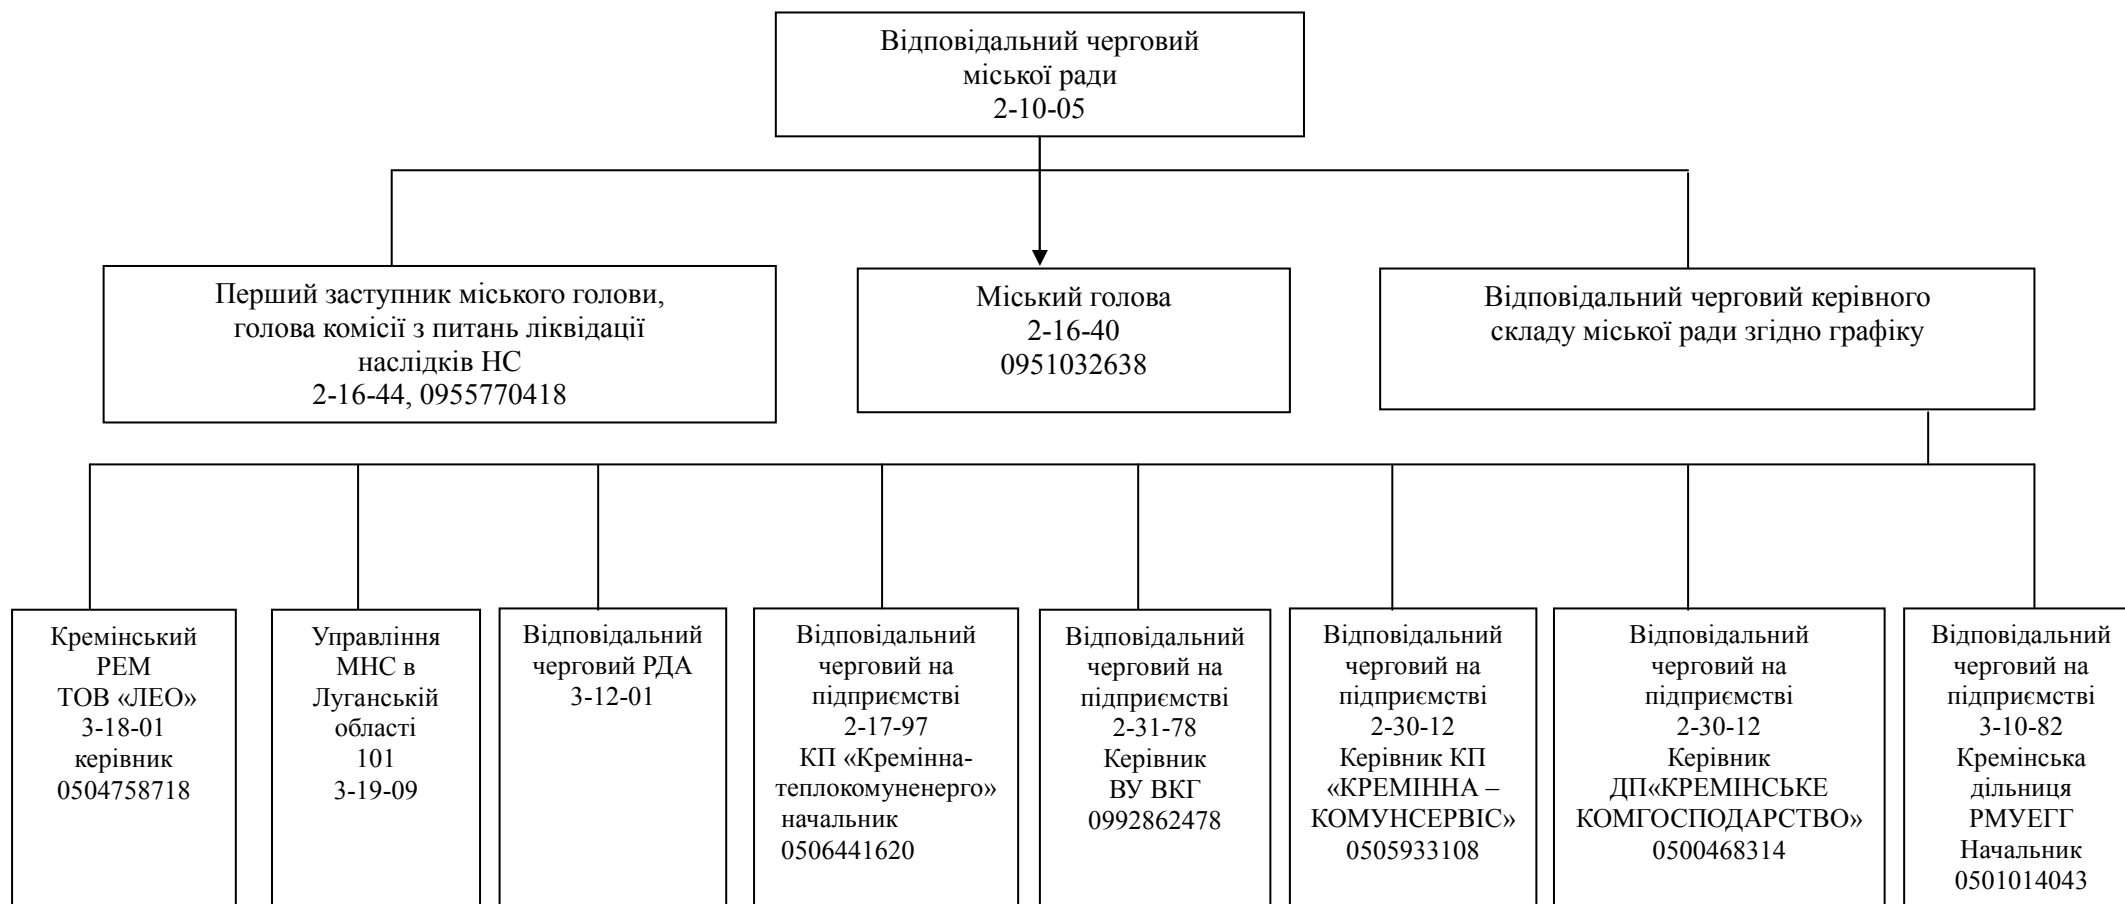 Відповідальний черговий
міської ради
2-10-05
Перший заступник міського голови,
голова комісії з питань ліквідації
наслідків НС
2-16-44, 0955770418
Міський голова
2-16-40
0951032638
Відповідальний черговий керівного
складу міської ради згідно графіку
Кремінський
РЕМ
ТОВ «ЛЕО»
3-18-01
керівник
0504758718
Управління
МНС в
Луганській
області
101
3-19-09
Відповідальний
черговий РДА
3-12-01
Відповідальний
черговий на
підприємстві
2-17-97
КП «Кремінна-
теплокомуненерго»
начальник
0506441620
Відповідальний
черговий на
підприємстві
2-31-78
Керівник
ВУ ВКГ
0992862478
Відповідальний
черговий на
підприємстві
2-30-12
Керівник КП
«КРЕМІННА –
КОМУНСЕРВІС»
0505933108
Відповідальний
черговий на
підприємстві
2-30-12
Керівник
ДП«КРЕМІНСЬКЕ
КОМГОСПОДАРСТВО»
0500468314
Відповідальний
черговий на
підприємстві
3-10-82
Кремінська
дільниця
РМУЕГГ
Начальник
0501014043